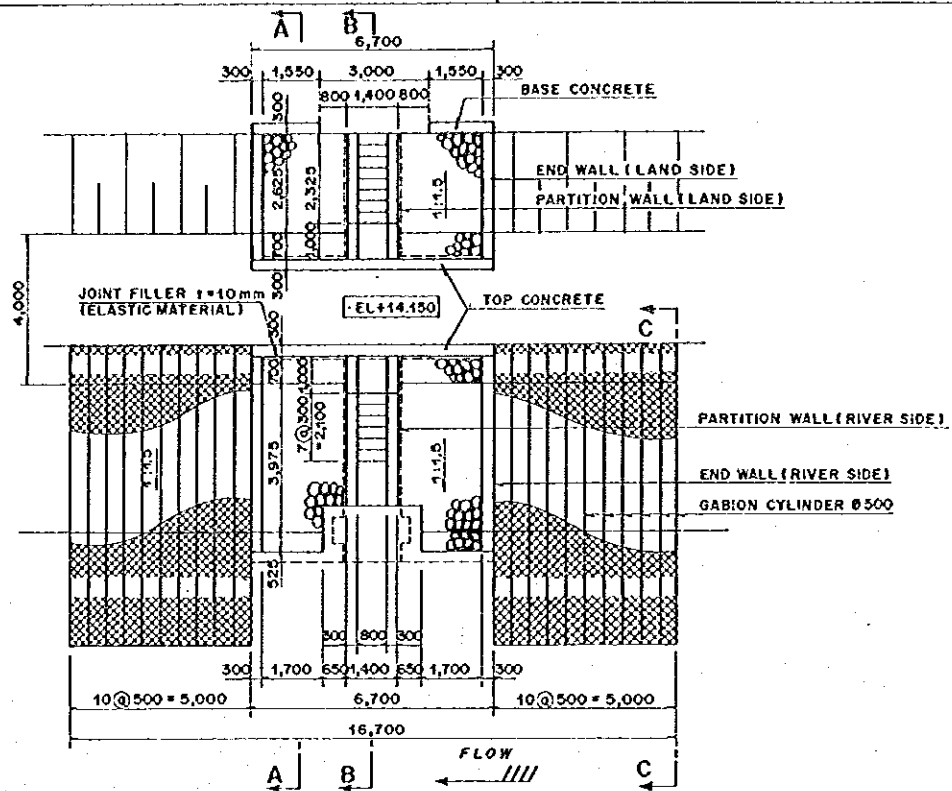 A B
6,700
300 1,550 3,000 1,550 300
800 1,400 800
BASE CONCRETE
300
2,625
2,325
1:1.5
END WALL (LAND SIDE)
PARTITION WALL (LAND SIDE)
700
1,000
300
4,000
JOINT FILLER t=10mm
(ELASTIC MATERIAL)
EL+14.150
TOP CONCRETE
C
300
700
1,000
7@300
=2,100
3,975
1:1.5
1:1.5
PARTITION WALL (RIVER SIDE)
END WALL (RIVER SIDE)
GABION CYLINDER Ø500
525
300 800 300
300 1,700 650 1,400 650 1,700 300
10@500=5,000 6,700 10@500=5,000
16,700
FLOW
A B C